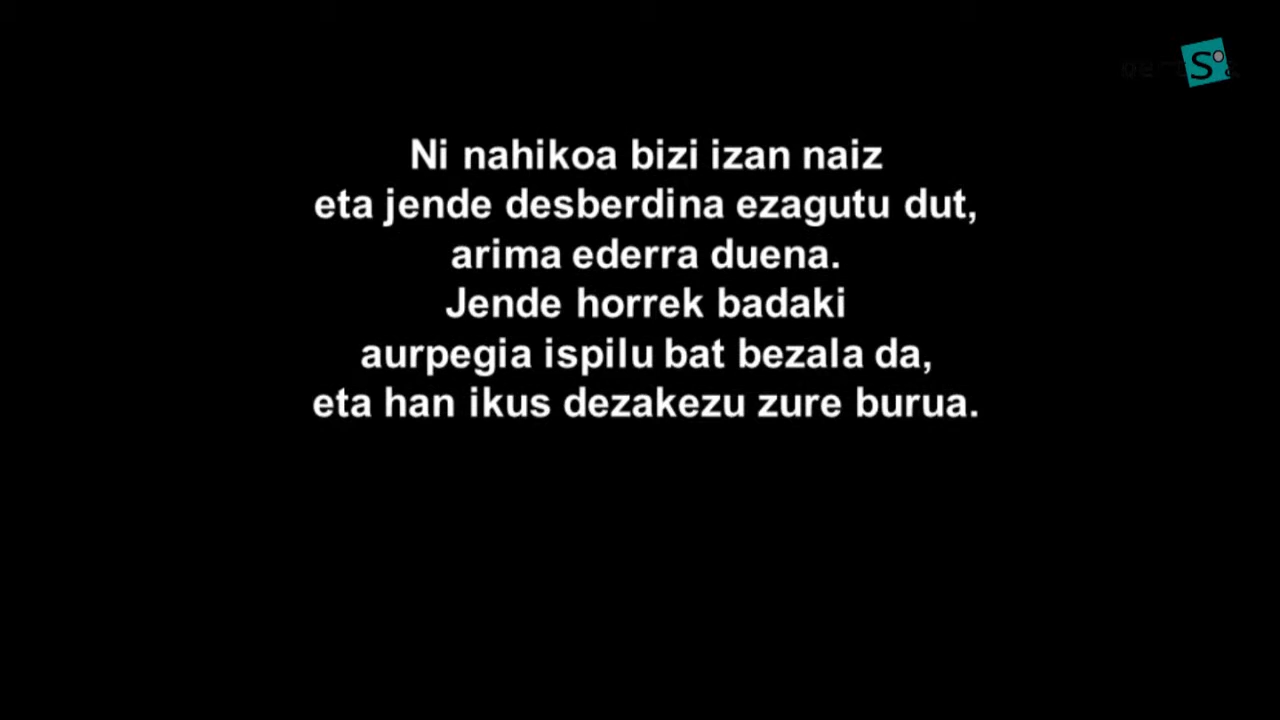 S
Ni nahikoa bizi izan naiz
eta jende desberdina ezagutu dut,
arima ederra duena.
Jende horrek badaki
aurpegia ispilu bat bezala da,
eta han ikus dezakezu zure burua.